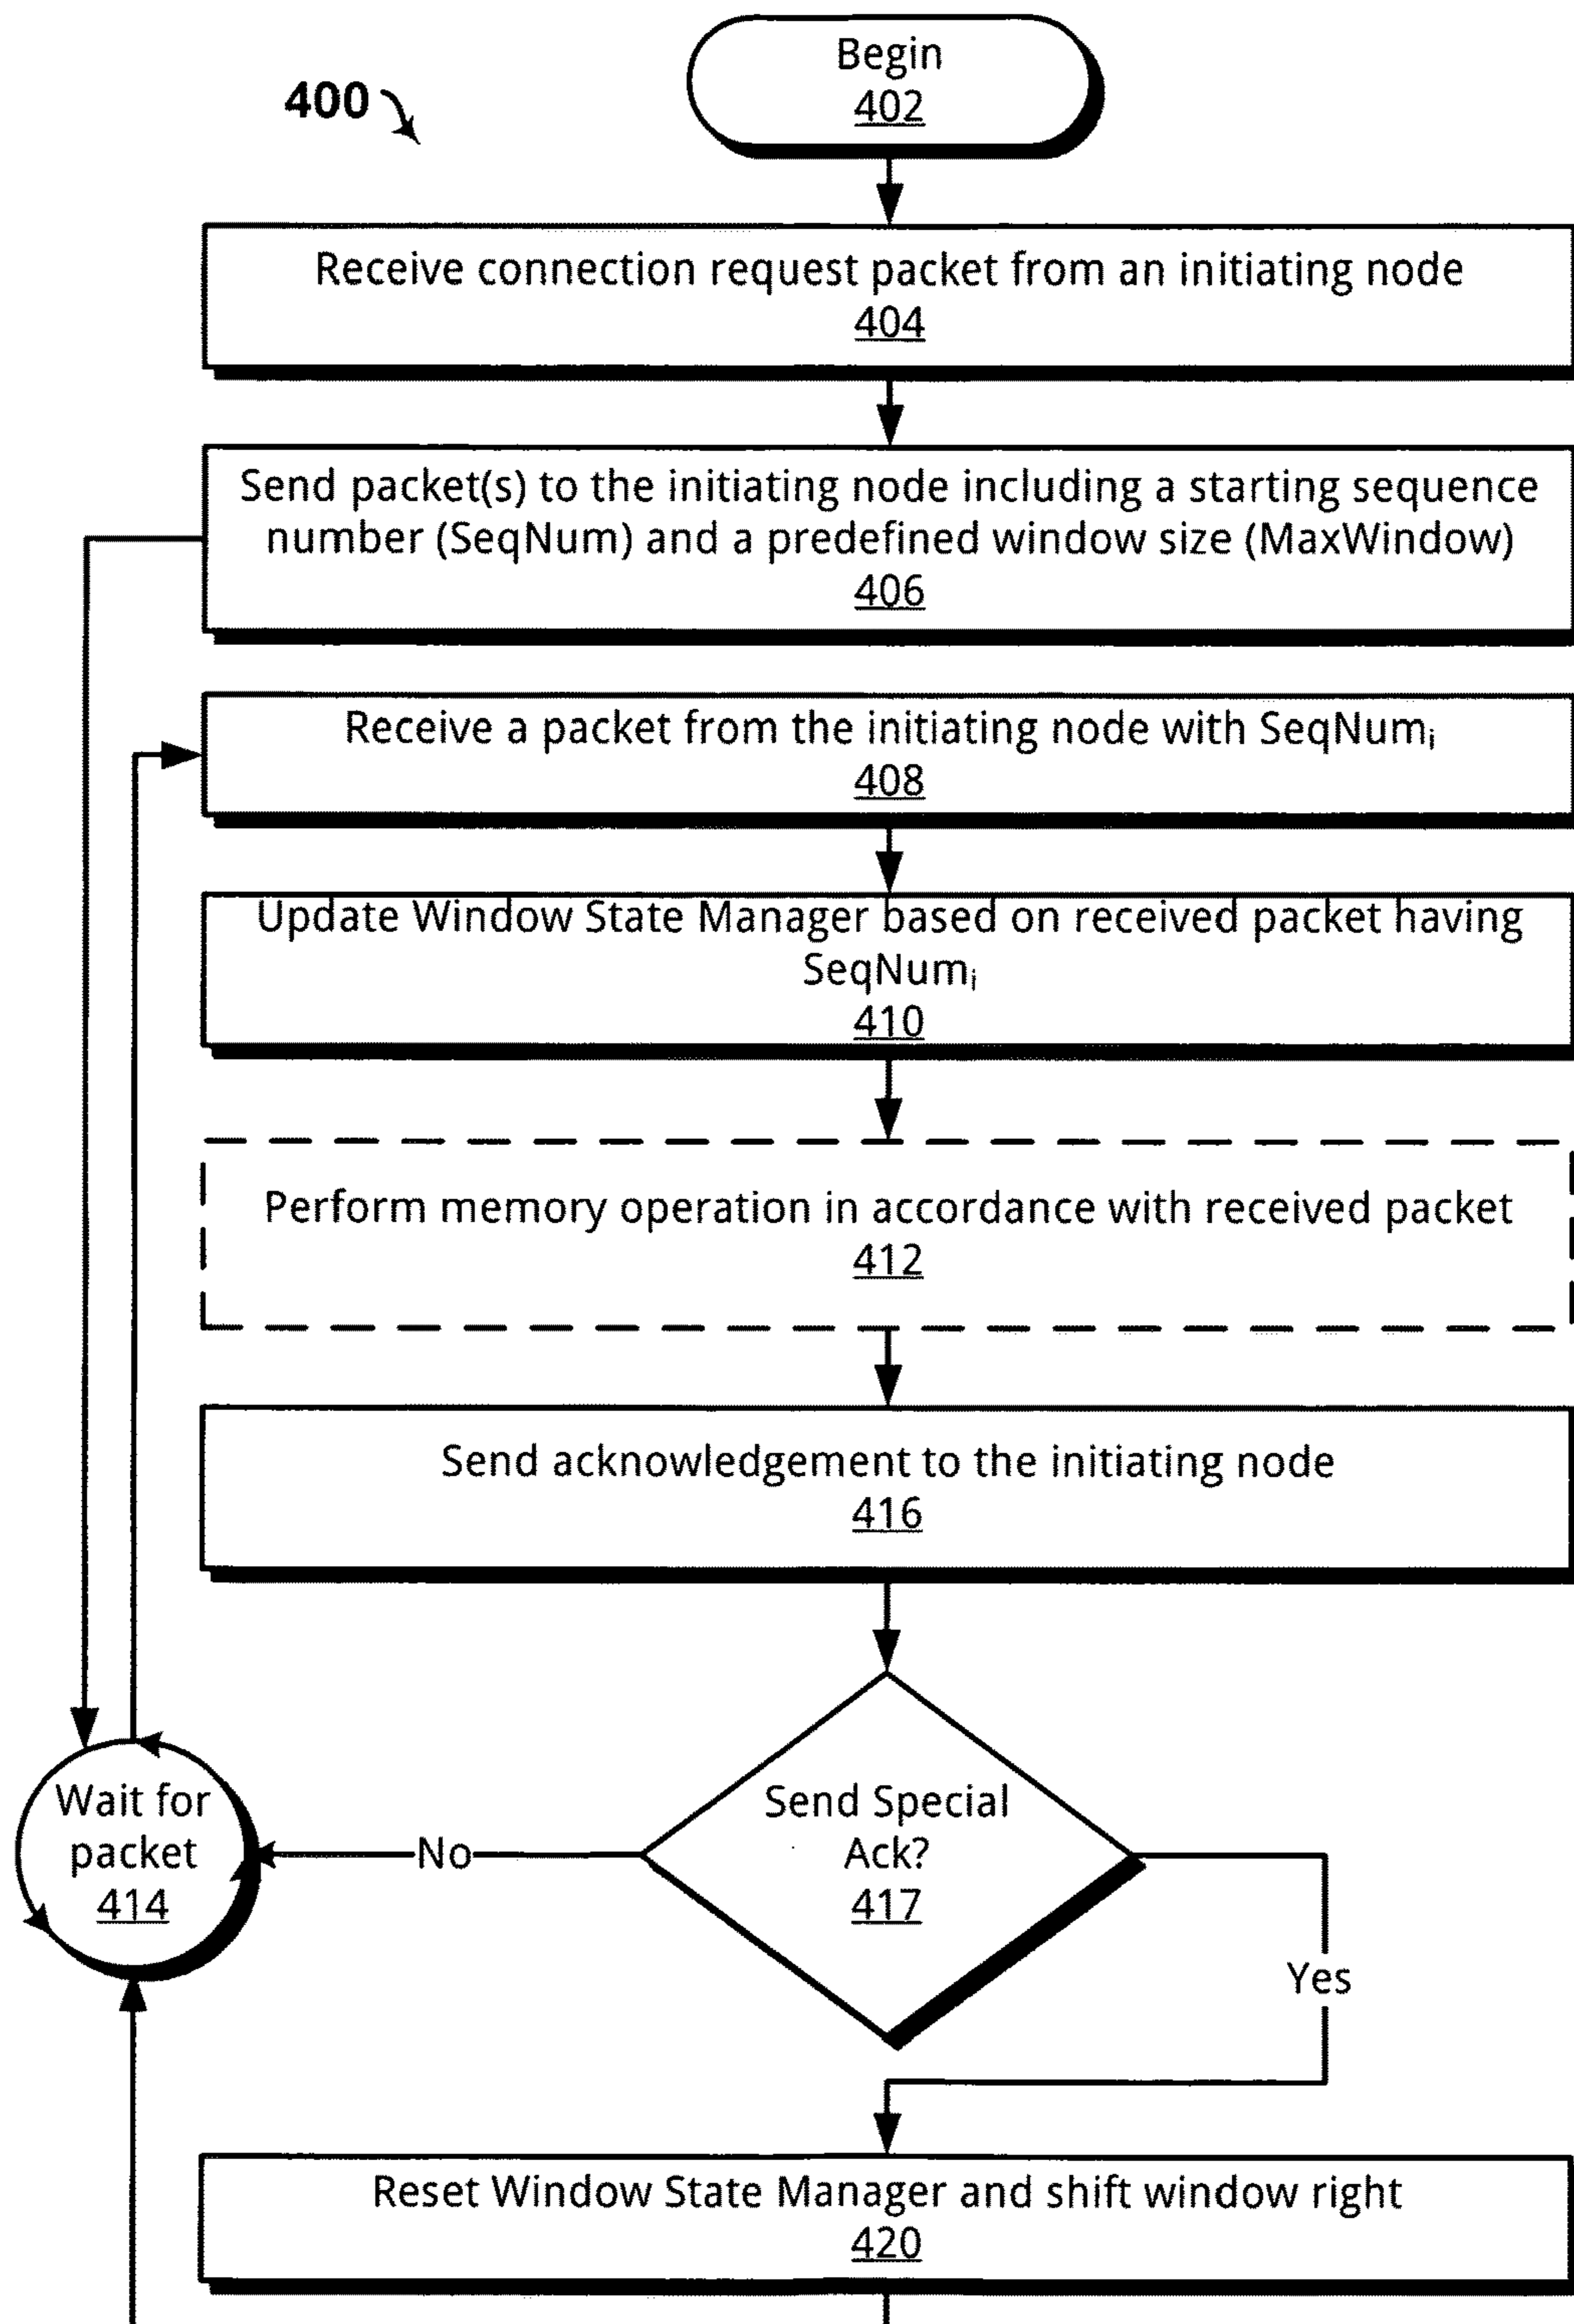 400
Begin
402
Receive connection request packet from an initiating node
404
Send packet(s) to the initiating node including a starting sequence
number (SeqNum) and a predefined window size (MaxWindow)
406
Receive a packet from the initiating node with SeqNumi
408
Update Window State Manager based on received packet having
SeqNumi
410
Perform memory operation in accordance with received packet
412
Send acknowledgement to the initiating node
416
Wait for
packet
414
No
Send Special
Ack?
417
Yes
Reset Window State Manager and shift window right
420